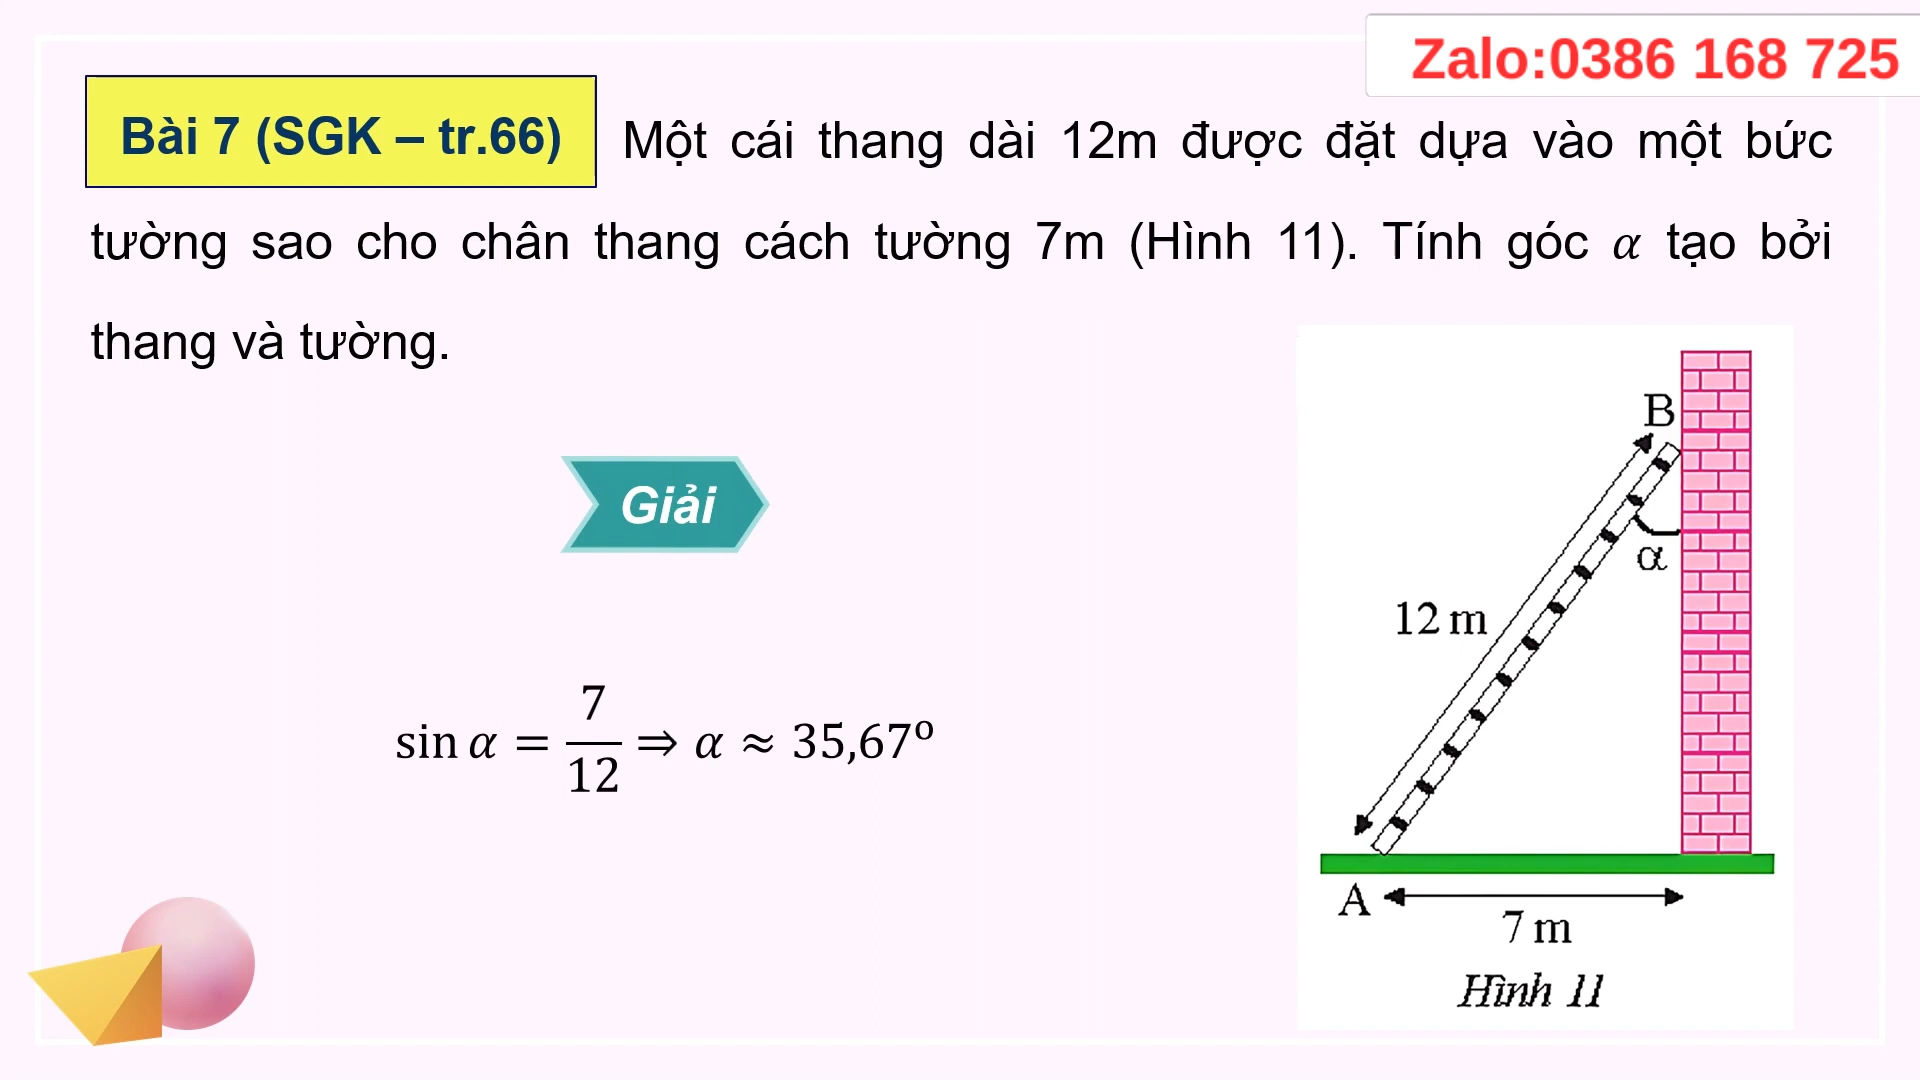 Zalo:0386 168 725
Bài 7 (SGK – tr.66) Một cái thang dài 12m được đặt dựa vào một bức
tường sao cho chân thang cách tường 7m (Hình 11). Tính góc α tạo bởi
thang và tường.
Giải
sin α = 7/12 ⇒ α ≈ 35,67º
B
α
12 m
A
7 m
Hình 11